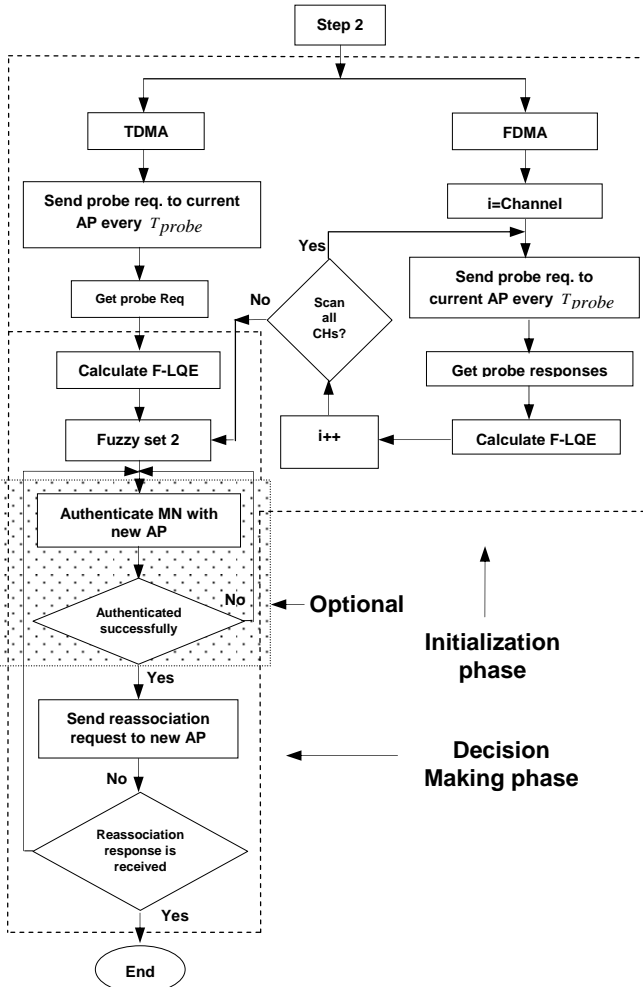 Step 2
TDMA
FDMA
Send probe req. to current
AP every Tprobe
i=Channel
Yes
Send probe req. to
current AP every Tprobe
Get probe Req
No
Scan
all
CHs?
Calculate F-LQE
Get probe responses
Fuzzy set 2
i++
Calculate F-LQE
Authenticate MN with
new AP
Authenticated
successfully
No
Optional
Initialization
phase
Yes
Send reassociation
request to new AP
Decision
Making phase
No
Reassociation
response is
received
Yes
End